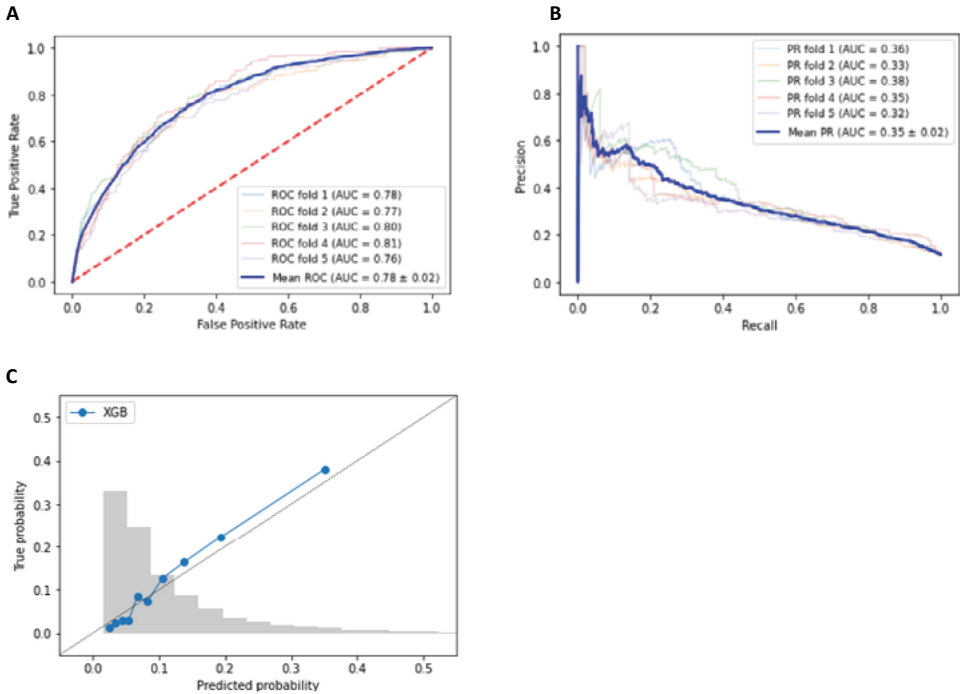 A
1.0
0.8
0.6
0.4
0.2
0.0
True Positive Rate
ROC fold 1 (AUC = 0.78)
ROC fold 2 (AUC = 0.77)
ROC fold 3 (AUC = 0.80)
ROC fold 4 (AUC = 0.81)
ROC fold 5 (AUC = 0.76)
Mean ROC (AUC = 0.78 ± 0.02)
0.0 0.2 0.4 0.6 0.8 1.0
False Positive Rate
B
1.0
0.8
0.6
0.4
0.2
0.0
Precision
PR fold 1 (AUC = 0.36)
PR fold 2 (AUC = 0.33)
PR fold 3 (AUC = 0.38)
PR fold 4 (AUC = 0.35)
PR fold 5 (AUC = 0.32)
Mean PR (AUC = 0.35 ± 0.02)
0.0 0.2 0.4 0.6 0.8 1.0
Recall
C
XGB
0.5
0.4
0.3
0.2
0.1
0.0
True probability
0.0 0.1 0.2 0.3 0.4 0.5
Predicted probability